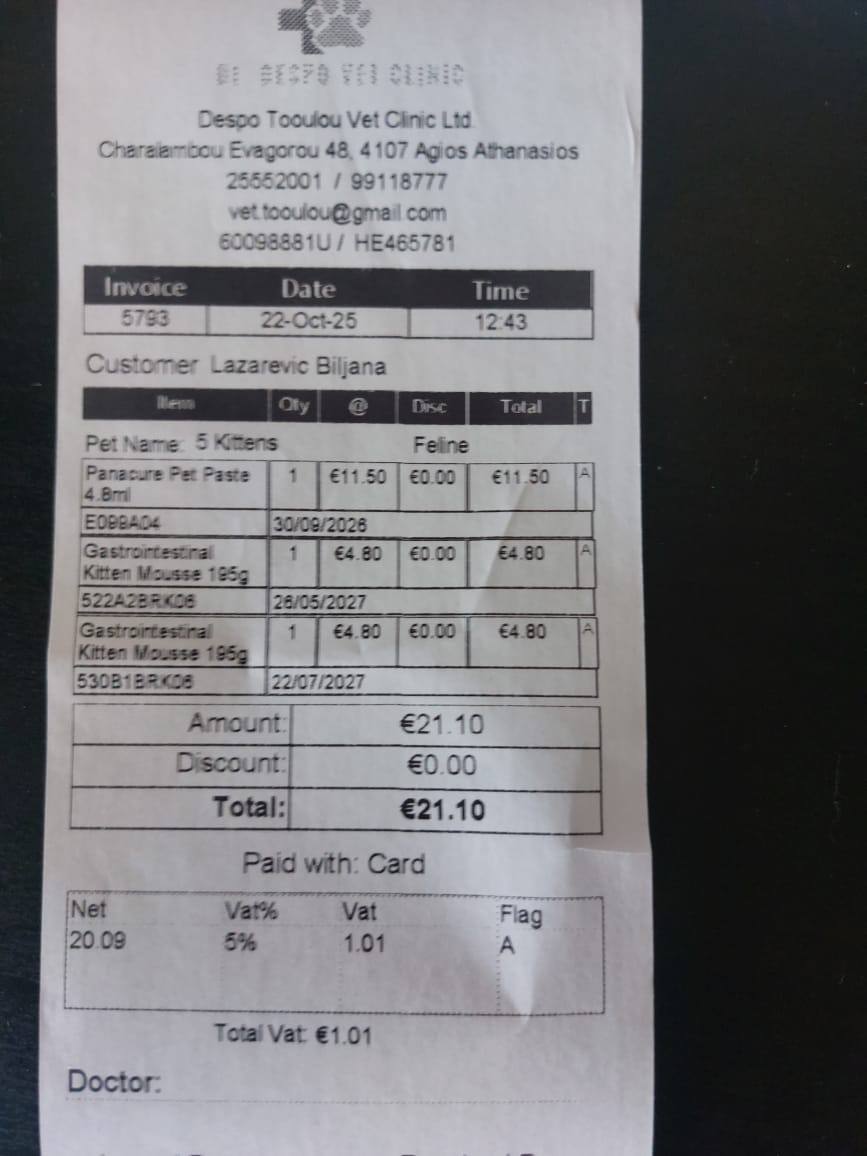 DESPO VET CLINIC
Despo Tooulou Vet Clinic Ltd
Charalambou Evagorou 48, 4107 Agios Athanasios
25552001 / 99118777
vet.tooulou@gmail.com
60098881U / HE465781
Invoice Date Time
5793 22-Oct-25 12:43
Customer Lazarevic Biljana
Item Qty @ Disc Total T
Pet Name: 5 Kittens Feline
Panacure Pet Paste 1 €11.50 €0.00 €11.50 A
4.8ml
E099A04 30/09/2026
Gastrointestinal 1 €4.80 €0.00 €4.80 A
Kitten Mousse 195g
522A2BRK06 26/05/2027
Gastrointestinal 1 €4.80 €0.00 €4.80 A
Kitten Mousse 195g
530B1BRK06 22/07/2027
Amount: €21.10
Discount: €0.00
Total: €21.10
Paid with: Card
Net Vat% Vat Flag
20.09 5% 1.01 A
Total Vat: €1.01
Doctor: